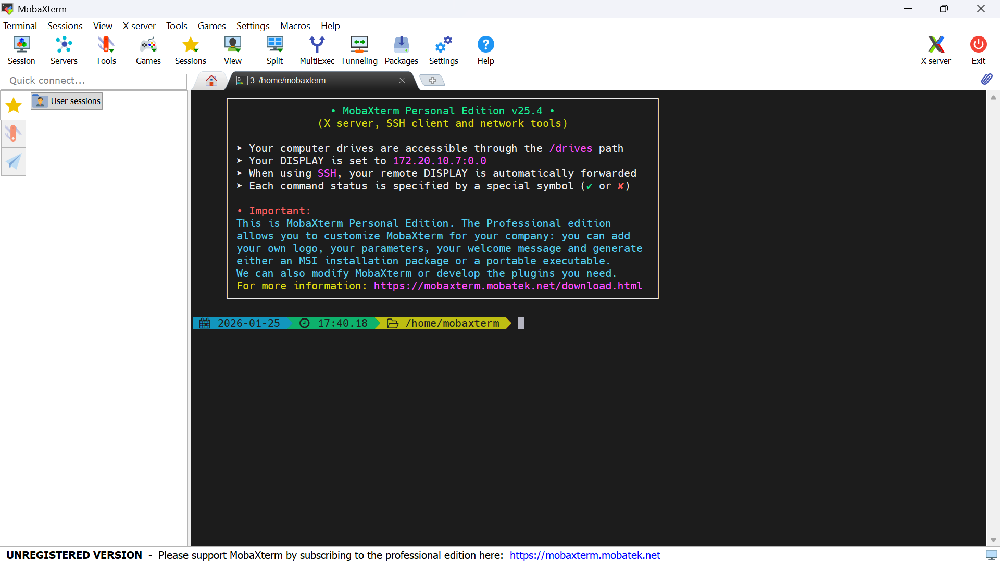 MobaXterm
Terminal Sessions View X server Tools Games Settings Macros Help
Session Servers Tools Games Sessions View Split MultiExec Tunneling Packages Settings Help X server Exit
Quick connect...
3. /home/mobaxterm
User sessions
• MobaXterm Personal Edition v25.4 •
(X server, SSH client and network tools)
➤ Your computer drives are accessible through the /drives path
➤ Your DISPLAY is set to 172.20.10.7:0.0
➤ When using SSH, your remote DISPLAY is automatically forwarded
➤ Each command status is specified by a special symbol (✔ or ✘)
• Important:
This is MobaXterm Personal Edition. The Professional edition
allows you to customize MobaXterm for your company: you can add
your own logo, your parameters, your welcome message and generate
either an MSI installation package or a portable executable.
We can also modify MobaXterm or develop the plugins you need.
For more information: https://mobaxterm.mobatek.net/download.html
2026-01-25 17:40.18 /home/mobaxterm
UNREGISTERED VERSION - Please support MobaXterm by subscribing to the professional edition here: https://mobaxterm.mobatek.net